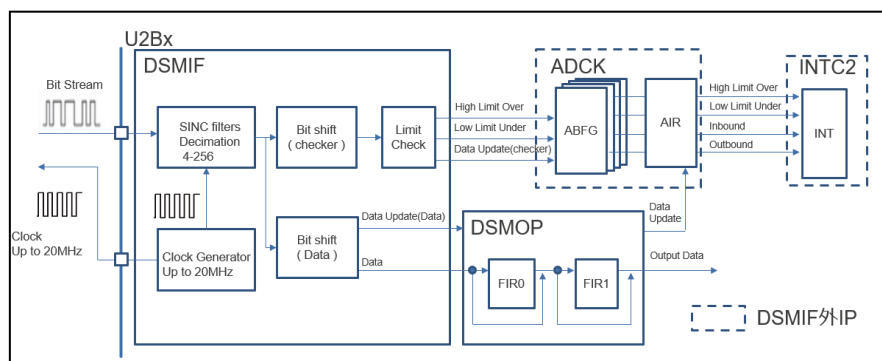 U2Bx
DSMIF
ADCK
INTC2
Bit Stream
SINC filters
Decimation
4-256
Bit shift
(checker)
Limit
Check
High Limit Over
Low Limit Under
Data Update(checker)
ABFG
AIR
High Limit Over
Low Limit Under
Inbound
Outbound
INT
Clock
Up to 20MHz
Clock Generator
Up to 20MHz
Bit shift
( Data )
Data Update(Data)
Data
DSMOP
Data
Update
FIR0
FIR1
Output Data
DSMIF外IP